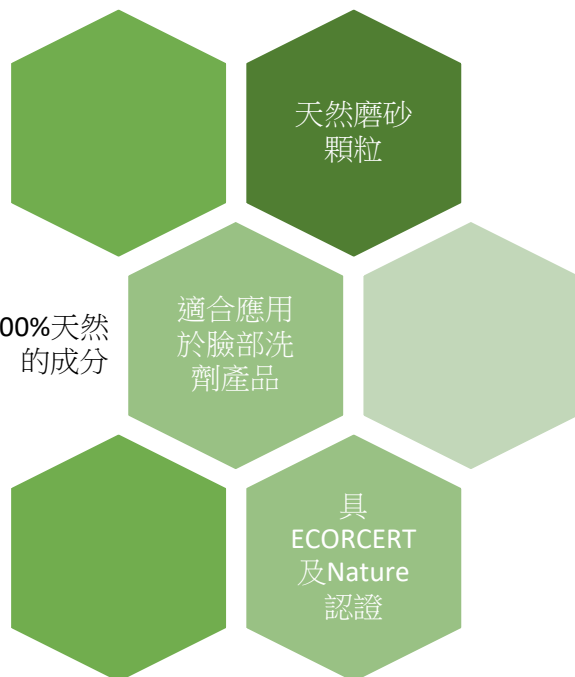 天然磨砂
顆粒
00%天然
的成分
適合應用
於臉部洗
劑產品
具
ECORCERT
及Nature
認證